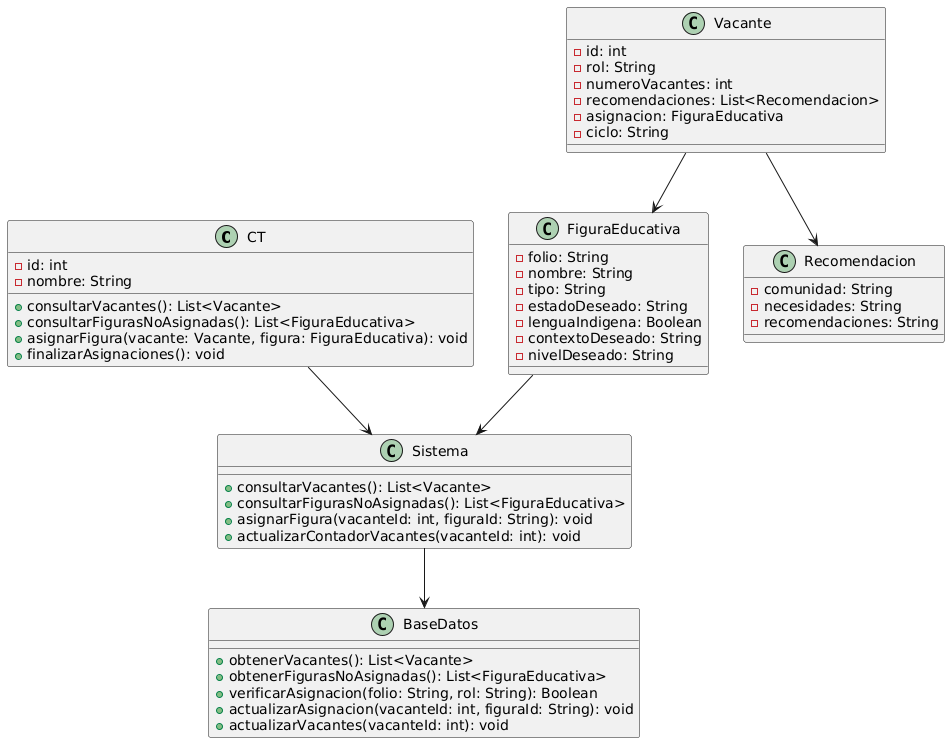 C Vacante
id: int
rol: String
numeroVacantes: int
recomendaciones: List<Recomendacion>
asignacion: FiguraEducativa
ciclo: String
C CT
id: int
nombre: String
consultarVacantes(): List<Vacante>
consultarFigurasNoAsignadas(): List<FiguraEducativa>
asignarFigura(vacante: Vacante, figura: FiguraEducativa): void
finalizarAsignaciones(): void
C FiguraEducativa
folio: String
nombre: String
tipo: String
estadoDeseado: String
lenguaIndigena: Boolean
contextoDeseado: String
nivelDeseado: String
C Recomendacion
comunidad: String
necesidades: String
recomendaciones: String
C Sistema
consultarVacantes(): List<Vacante>
consultarFigurasNoAsignadas(): List<FiguraEducativa>
asignarFigura(vacanteId: int, figuraId: String): void
actualizarContadorVacantes(vacanteId: int): void
C BaseDatos
obtenerVacantes(): List<Vacante>
obtenerFigurasNoAsignadas(): List<FiguraEducativa>
verificarAsignacion(folio: String, rol: String): Boolean
actualizarAsignacion(vacanteId: int, figuraId: String): void
actualizarVacantes(vacanteId: int): void